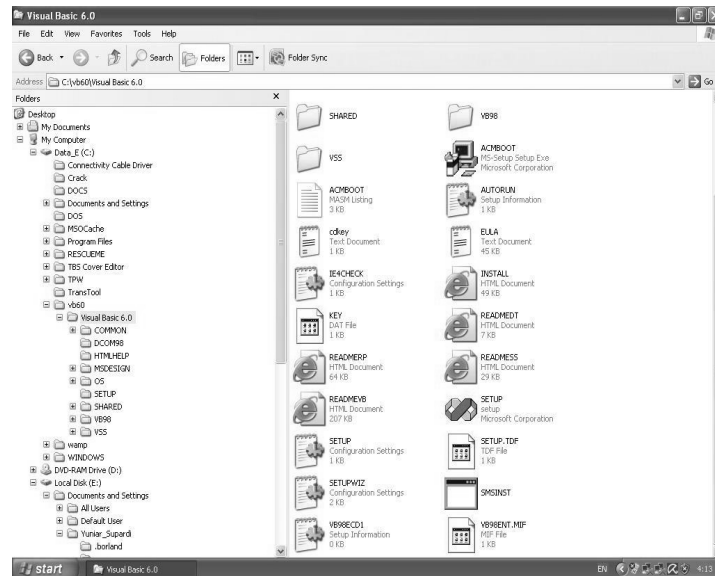 Visual Basic 6.0
File Edit View Favorites Tools Help
Back Search Folders Folder Sync
Address C:\vb60\Visual Basic 6.0 Go
Folders
Desktop
My Documents
My Computer
Data_E (C:)
Connectivity Cable Driver
Crack
DOCS
Documents and Settings
DOS
MSOCache
Program Files
RESCUEME
TBS Cover Editor
TPW
TransTool
vb60
Visual Basic 6.0
COMMON
DCOM98
HTMLHELP
MSDESIGN
OS
SETUP
SHARED
VB98
VSS
wamp
WINDOWS
DVD-RAM Drive (D:)
Local Disk (E:)
Documents and Settings
All Users
Default User
Yuniar_Supardi
.borland
SHARED
VB98
VSS
ACMBOOT
MS-Setup Setup Exe
Microsoft Corporation
ACMBOOT
MASM Listing
3 KB
AUTORUN
Setup Information
1 KB
cdkey
Text Document
1 KB
EULA
Text Document
45 KB
IE4CHECK
Configuration Settings
1 KB
INSTALL
HTML Document
49 KB
KEY
DAT File
1 KB
READMEDT
HTML Document
7 KB
READMERP
HTML Document
64 KB
READMESS
HTML Document
29 KB
READMEVB
HTML Document
207 KB
SETUP
setup
Microsoft Corporation
SETUP
Configuration Settings
1 KB
SETUP.TDF
TDF File
1 KB
SETUPWIZ
Configuration Settings
2 KB
SMSINST
VB98ECD1
Setup Information
0 KB
VB98ENT.MIF
MIF File
1 KB
start Visual Basic 6.0 EN 4:13